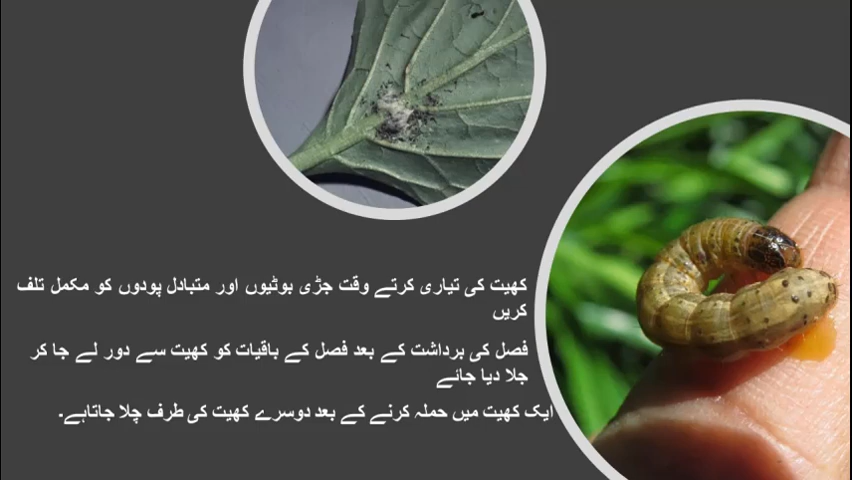 کھیت کی تیاری کرتے وقت جڑی بوٹیوں اور متبادل پودوں کو مکمل تلف
کریں
فصل کی برداشت کے بعد فصل کے باقیات کو کھیت سے دور لے جا کر
جلا دیا جائے
ایک کھیت میں حملہ کرنے کے بعد دوسرے کھیت کی طرف چلا جاتاہے۔